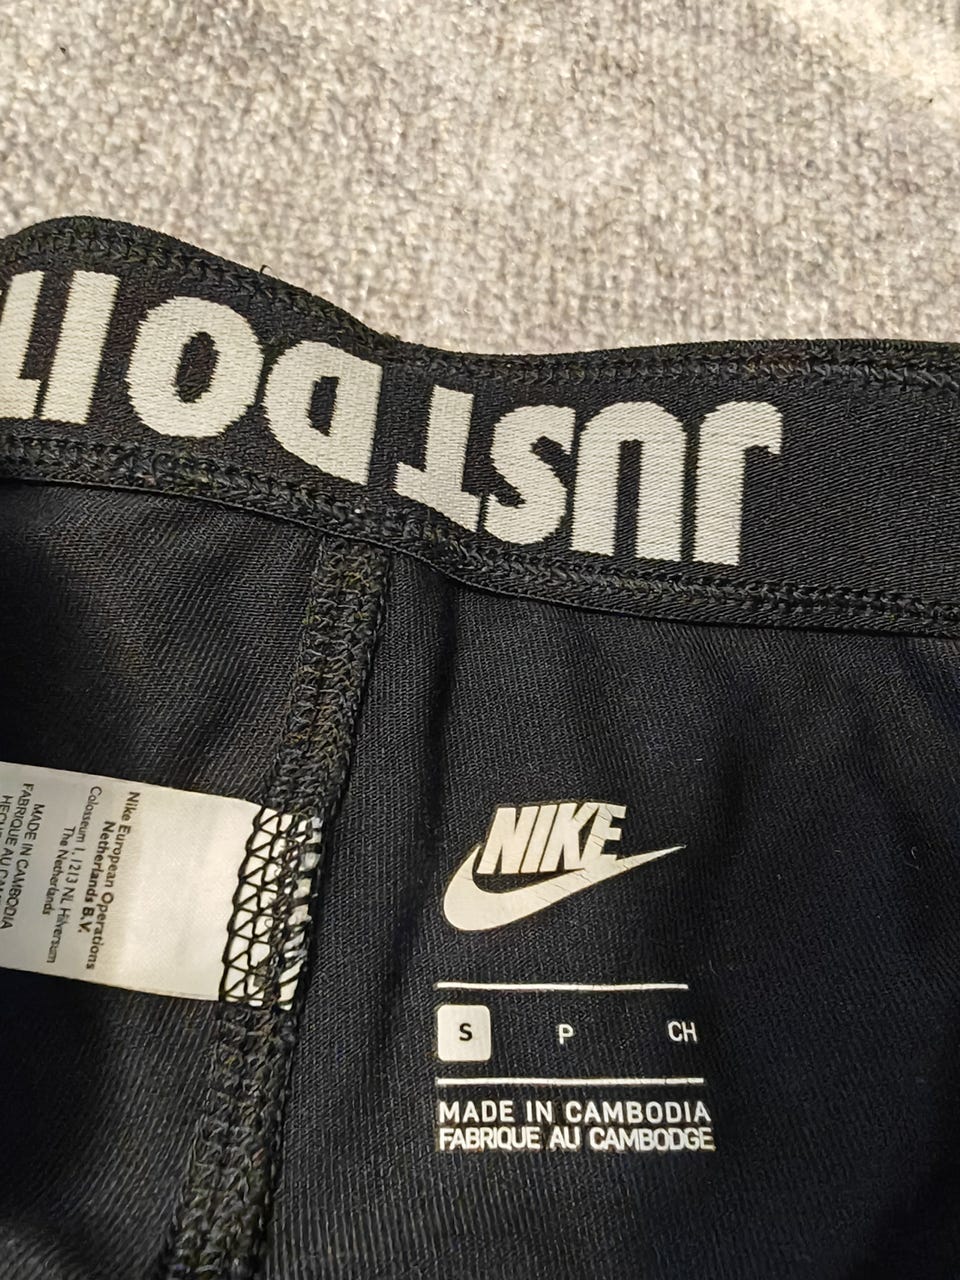 JUST DO IT
NIKE
S P CH
MADE IN CAMBODIA
FABRIQUE AU CAMBODGE
Nike European Operations
Netherlands B.V.
Colosseum 1, 1213 NL Hilversum
The Netherlands
MADE IN CAMBODIA
FABRIQUE AU CAMBODGE